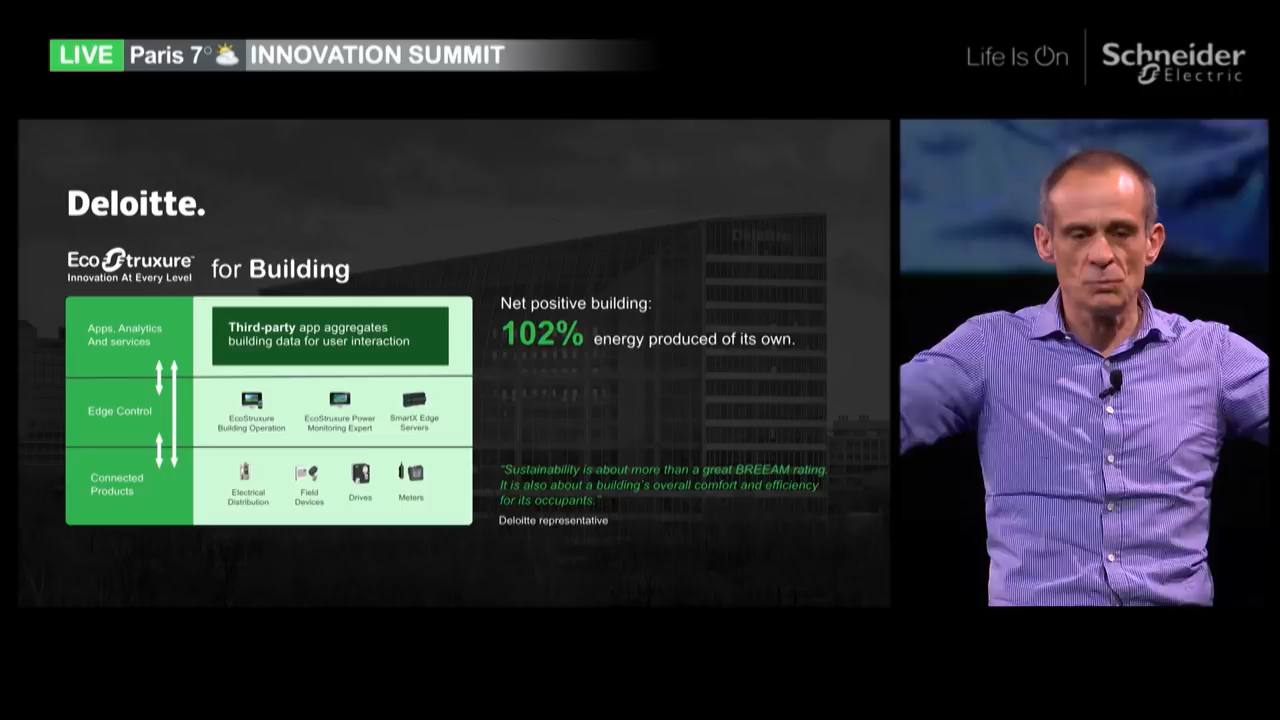 LIVE Paris 7° INNOVATION SUMMIT
Life Is On
Schneider
Electric
Deloitte.
EcoStruxure™
Innovation At Every Level
for Building
Apps, Analytics
And services
Third-party app aggregates
building data for user interaction
Edge Control
EcoStruxure
Building Operation
EcoStruxure Power
Monitoring Expert
SmartX Edge
Servers
Connected
Products
Electrical
Distribution
Field
Devices
Drives
Meters
Net positive building:
102% energy produced of its own.
"Sustainability is about more than a great BREEAM rating.
It is also about a building's overall comfort and efficiency
for its occupants."
Deloitte representative
Deloitte